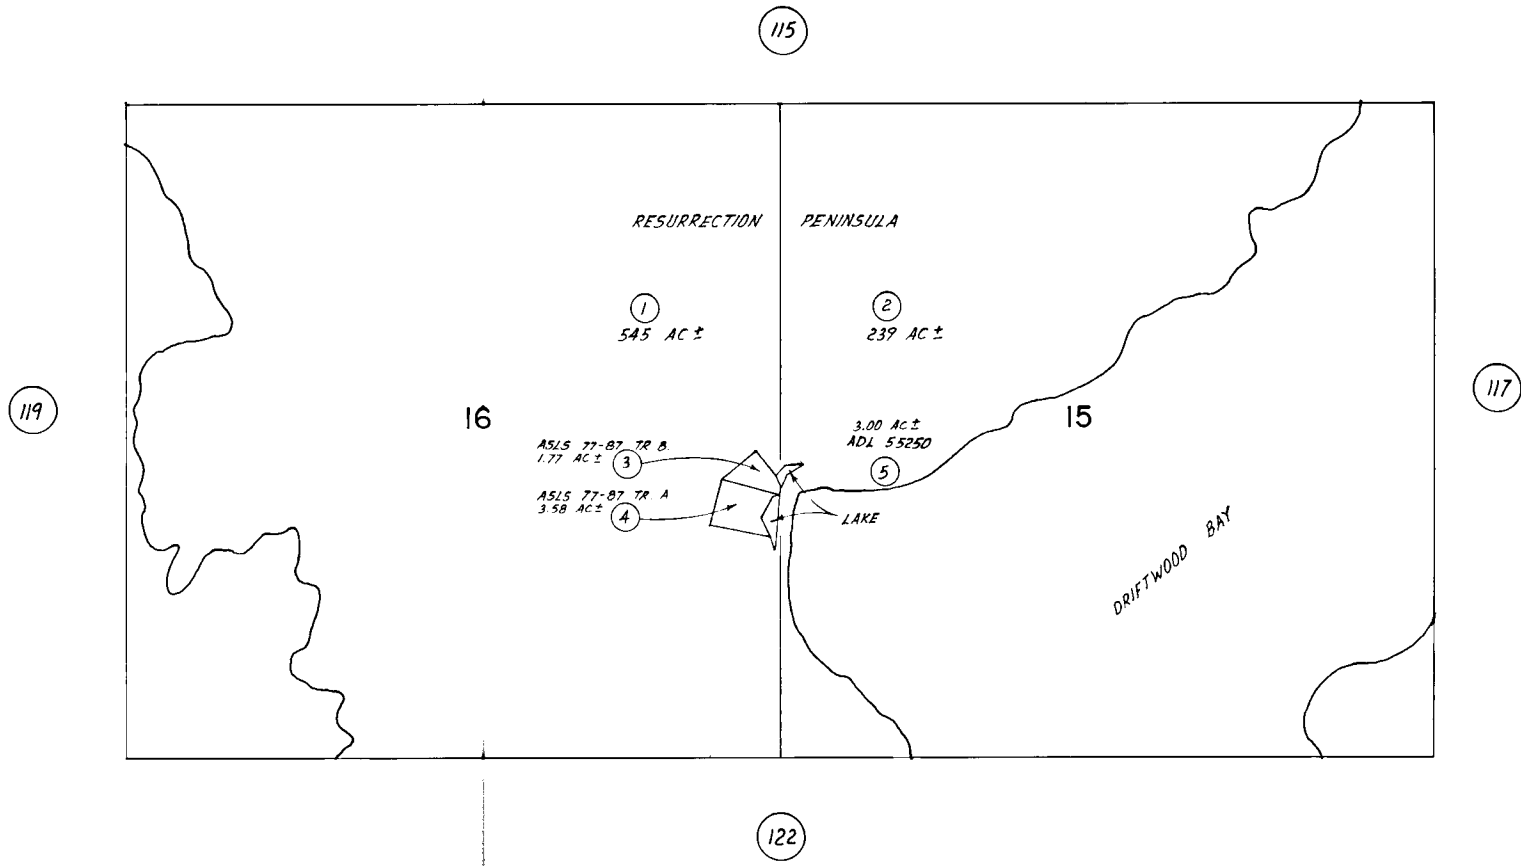 115
RESURRECTION PENINSULA
1
545 AC ±
2
239 AC ±
119
117
16
15
ASLS 77-87 TR B.
1.77 AC ±
3
3.00 AC ±
ADL 55250
5
ASLS 77-87 TR. A
3.58 AC ±
4
LAKE
DRIFTWOOD BAY
122